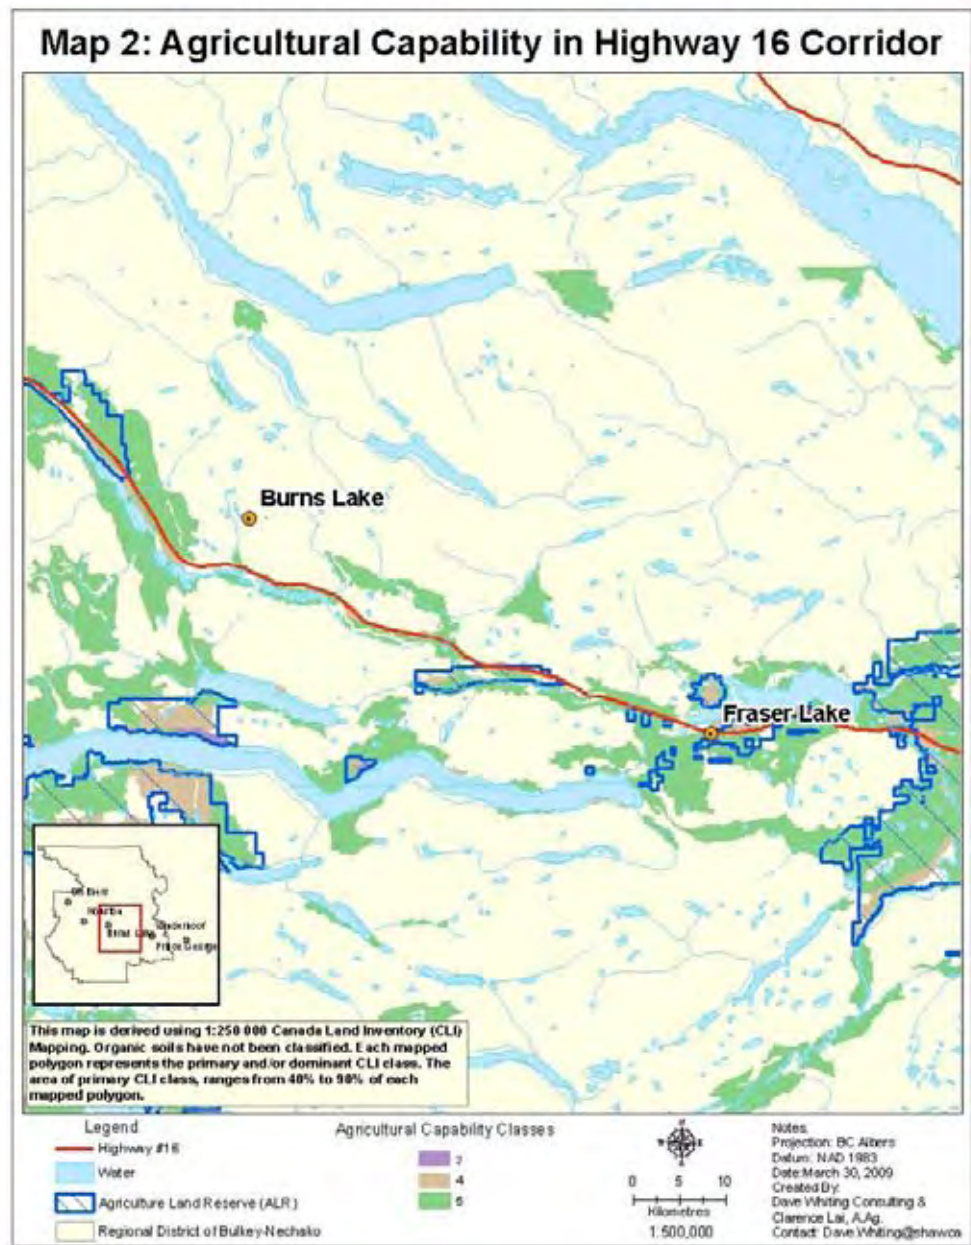 Map 2: Agricultural Capability in Highway 16 Corridor
Burns Lake
Fraser Lake
Prince George
This map is derived using 1:250 000 Canada Land Inventory (CLI)
Mapping. Organic soils have not been classified. Each mapped
polygon represents the primary and/or dominant CLI class. The
area of primary CLI class, ranges from 40% to 90% of each
mapped polygon.
Legend
Highway #16
Water
Agriculture Land Reserve (ALR)
Regional District of Bulkey-Nechako
Agricultural Capability Classes
4
N
W
E
S
0 5 10
Kilometres
1:500,000
Notes:
Projection: BC Albers
Datum: NAD 1983
Date: March 30, 2009
Created By:
Dave Whiting Consulting &
Clarence Lai, A.Ag.
Contact: Dave.Whiting@shawca